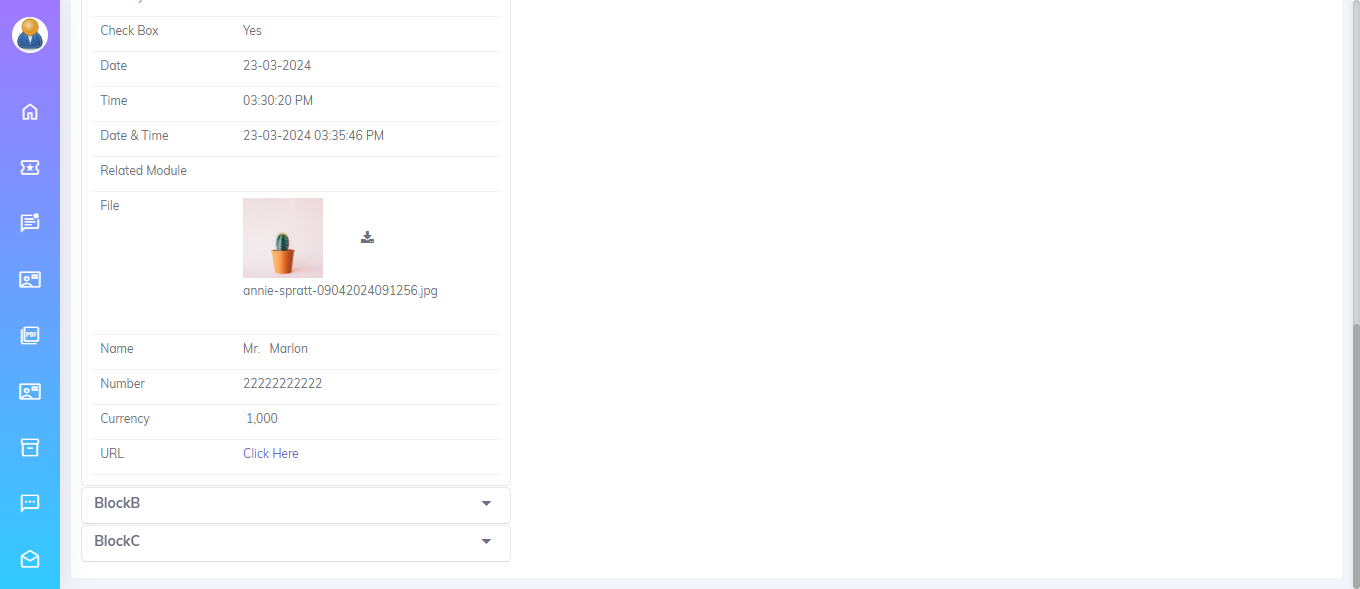 Check Box Yes
Date 23-03-2024
Time 03:30:20 PM
Date & Time 23-03-2024 03:35:46 PM
Related Module
File
annie-spratt-09042024091256.jpg
Name Mr. Marlon
Number 22222222222
Currency 1,000
URL Click Here
BlockB
BlockC
PDF